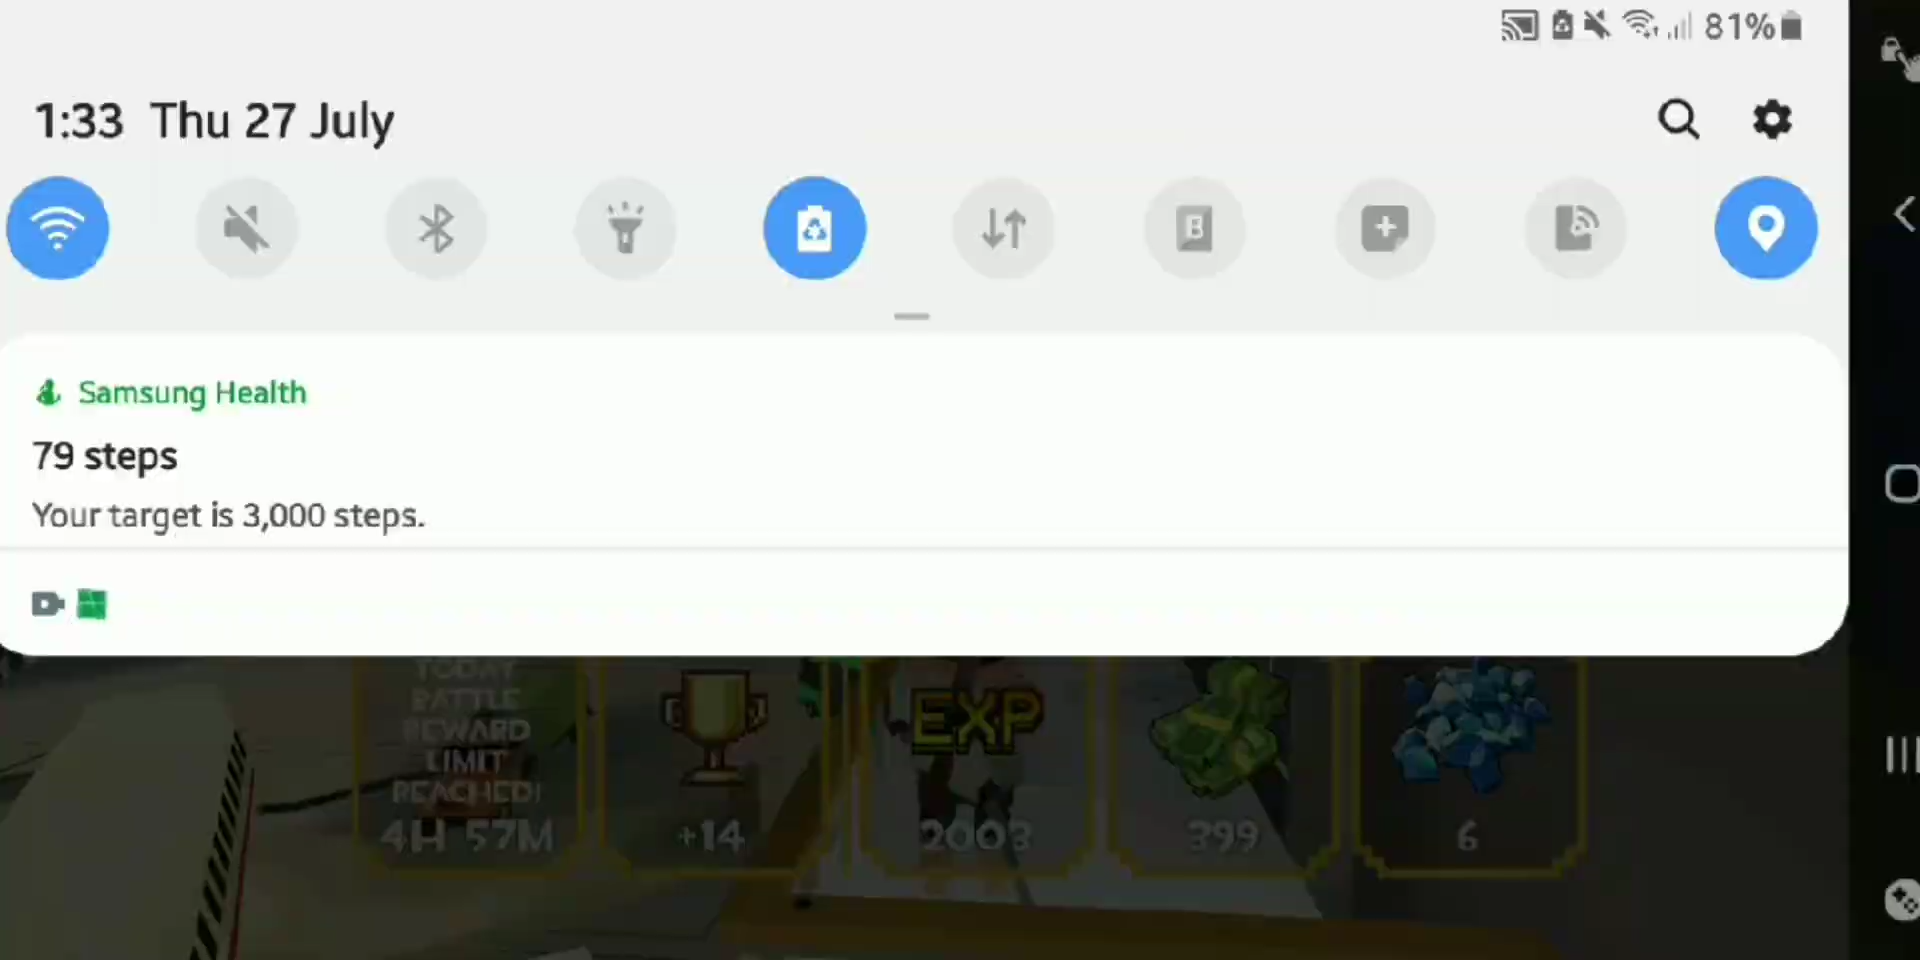 81%
1:33 Thu 27 July
Samsung Health
79 steps
Your target is 3,000 steps.
TODAY
BATTLE
REWARD
LIMIT
REACHED!
4H 57M
+14
EXP
2003
399
6